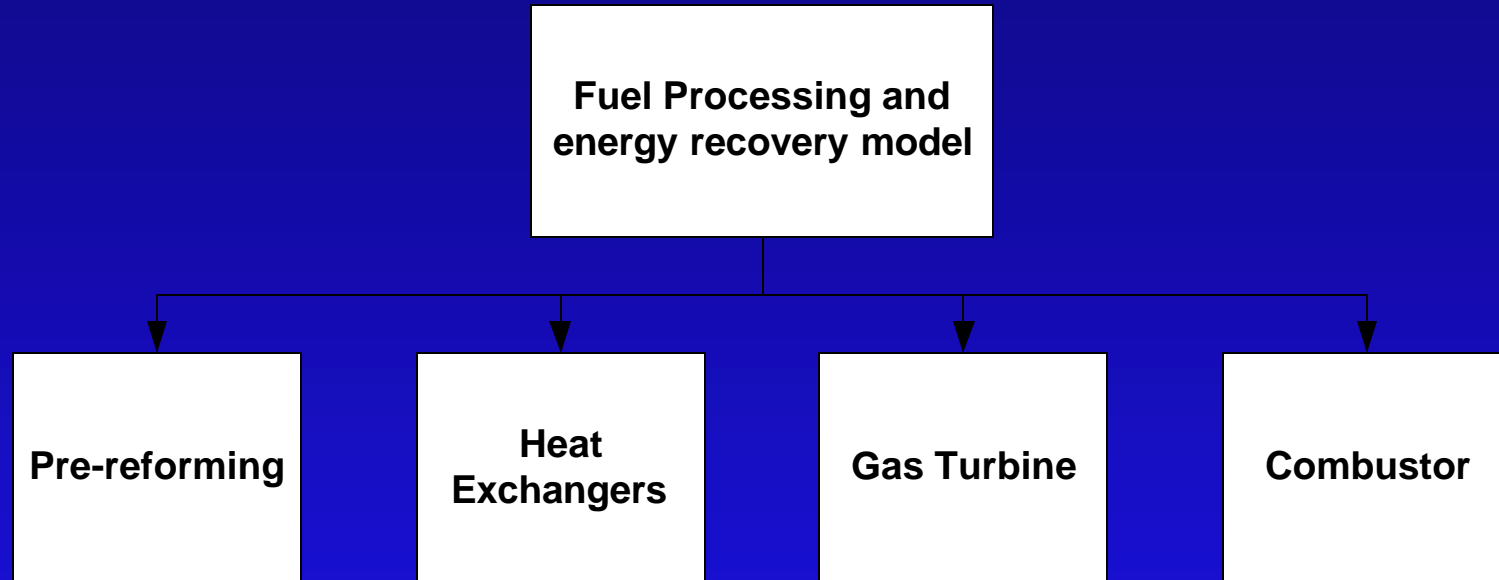 Fuel Processing and
energy recovery model
Pre-reforming
Heat
Exchangers
Gas Turbine
Combustor